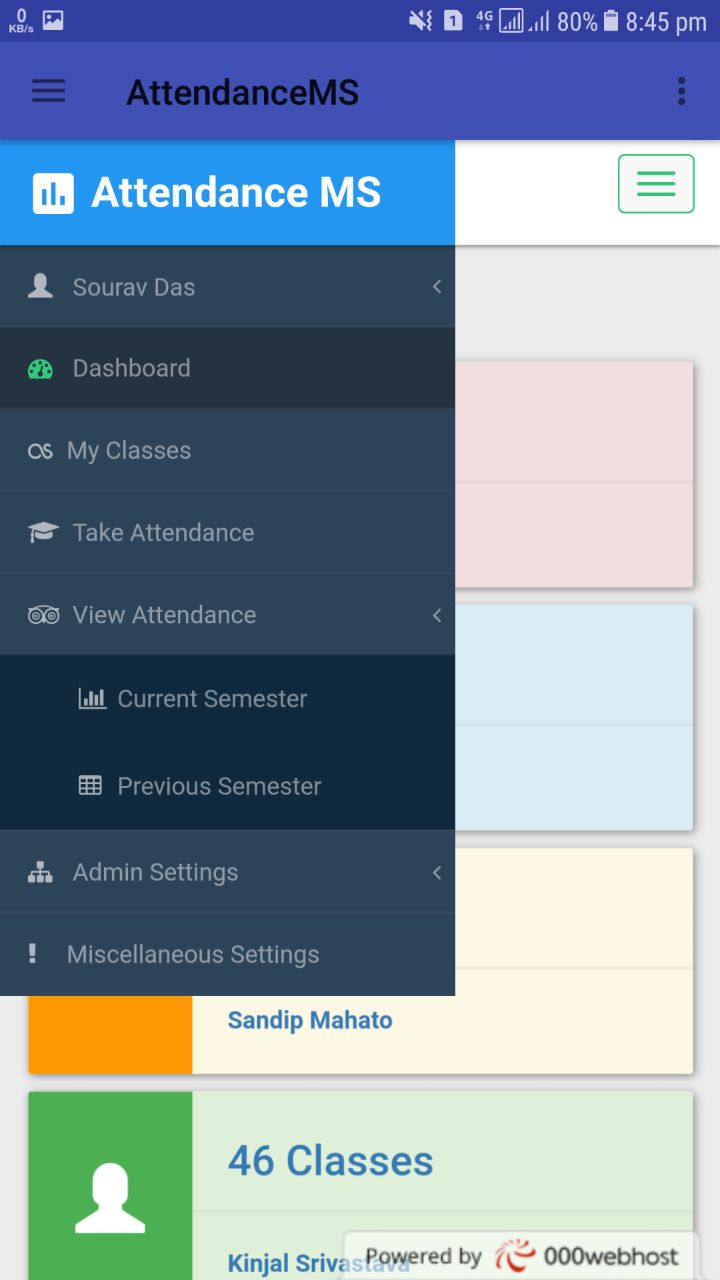 0
KB/s
1
4G
80%
8:45 pm
AttendanceMS
Attendance MS
Sourav Das
Dashboard
My Classes
Take Attendance
View Attendance
Current Semester
Previous Semester
Admin Settings
Miscellaneous Settings
Sandip Mahato
46 Classes
Kinjal Srivastava
Powered by 000webhost